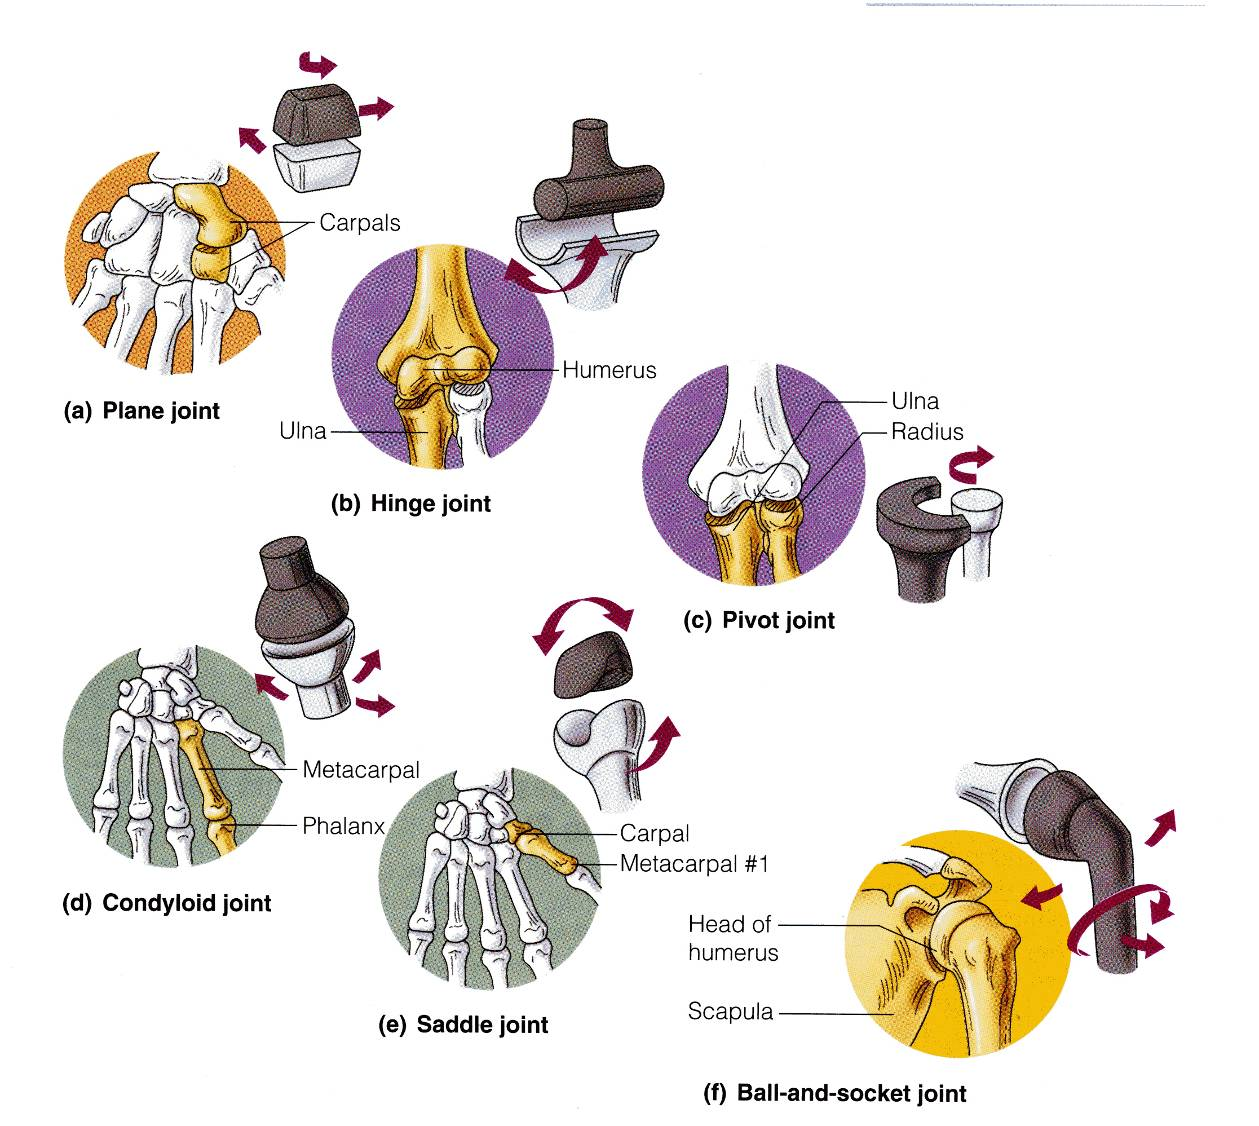 Carpals
(a) Plane joint
Humerus
Ulna
(b) Hinge joint
Ulna
Radius
(c) Pivot joint
Metacarpal
Phalanx
(d) Condyloid joint
Carpal
Metacarpal #1
(e) Saddle joint
Head of
humerus
Scapula
(f) Ball-and-socket joint